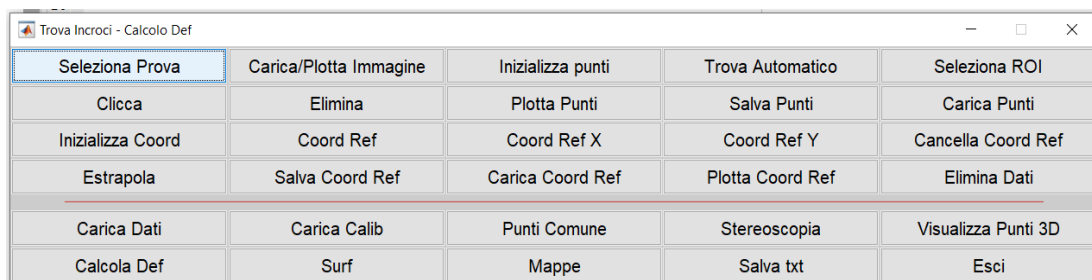 Trova Incroci - Calcolo Def
Seleziona Prova Carica/Plotta Immagine Inizializza punti Trova Automatico Seleziona ROI
Clicca Elimina Plotta Punti Salva Punti Carica Punti
Inizializza Coord Coord Ref Coord Ref X Coord Ref Y Cancella Coord Ref
Estrapola Salva Coord Ref Carica Coord Ref Plotta Coord Ref Elimina Dati
Carica Dati Carica Calib Punti Comune Stereoscopia Visualizza Punti 3D
Calcola Def Surf Mappe Salva txt Esci